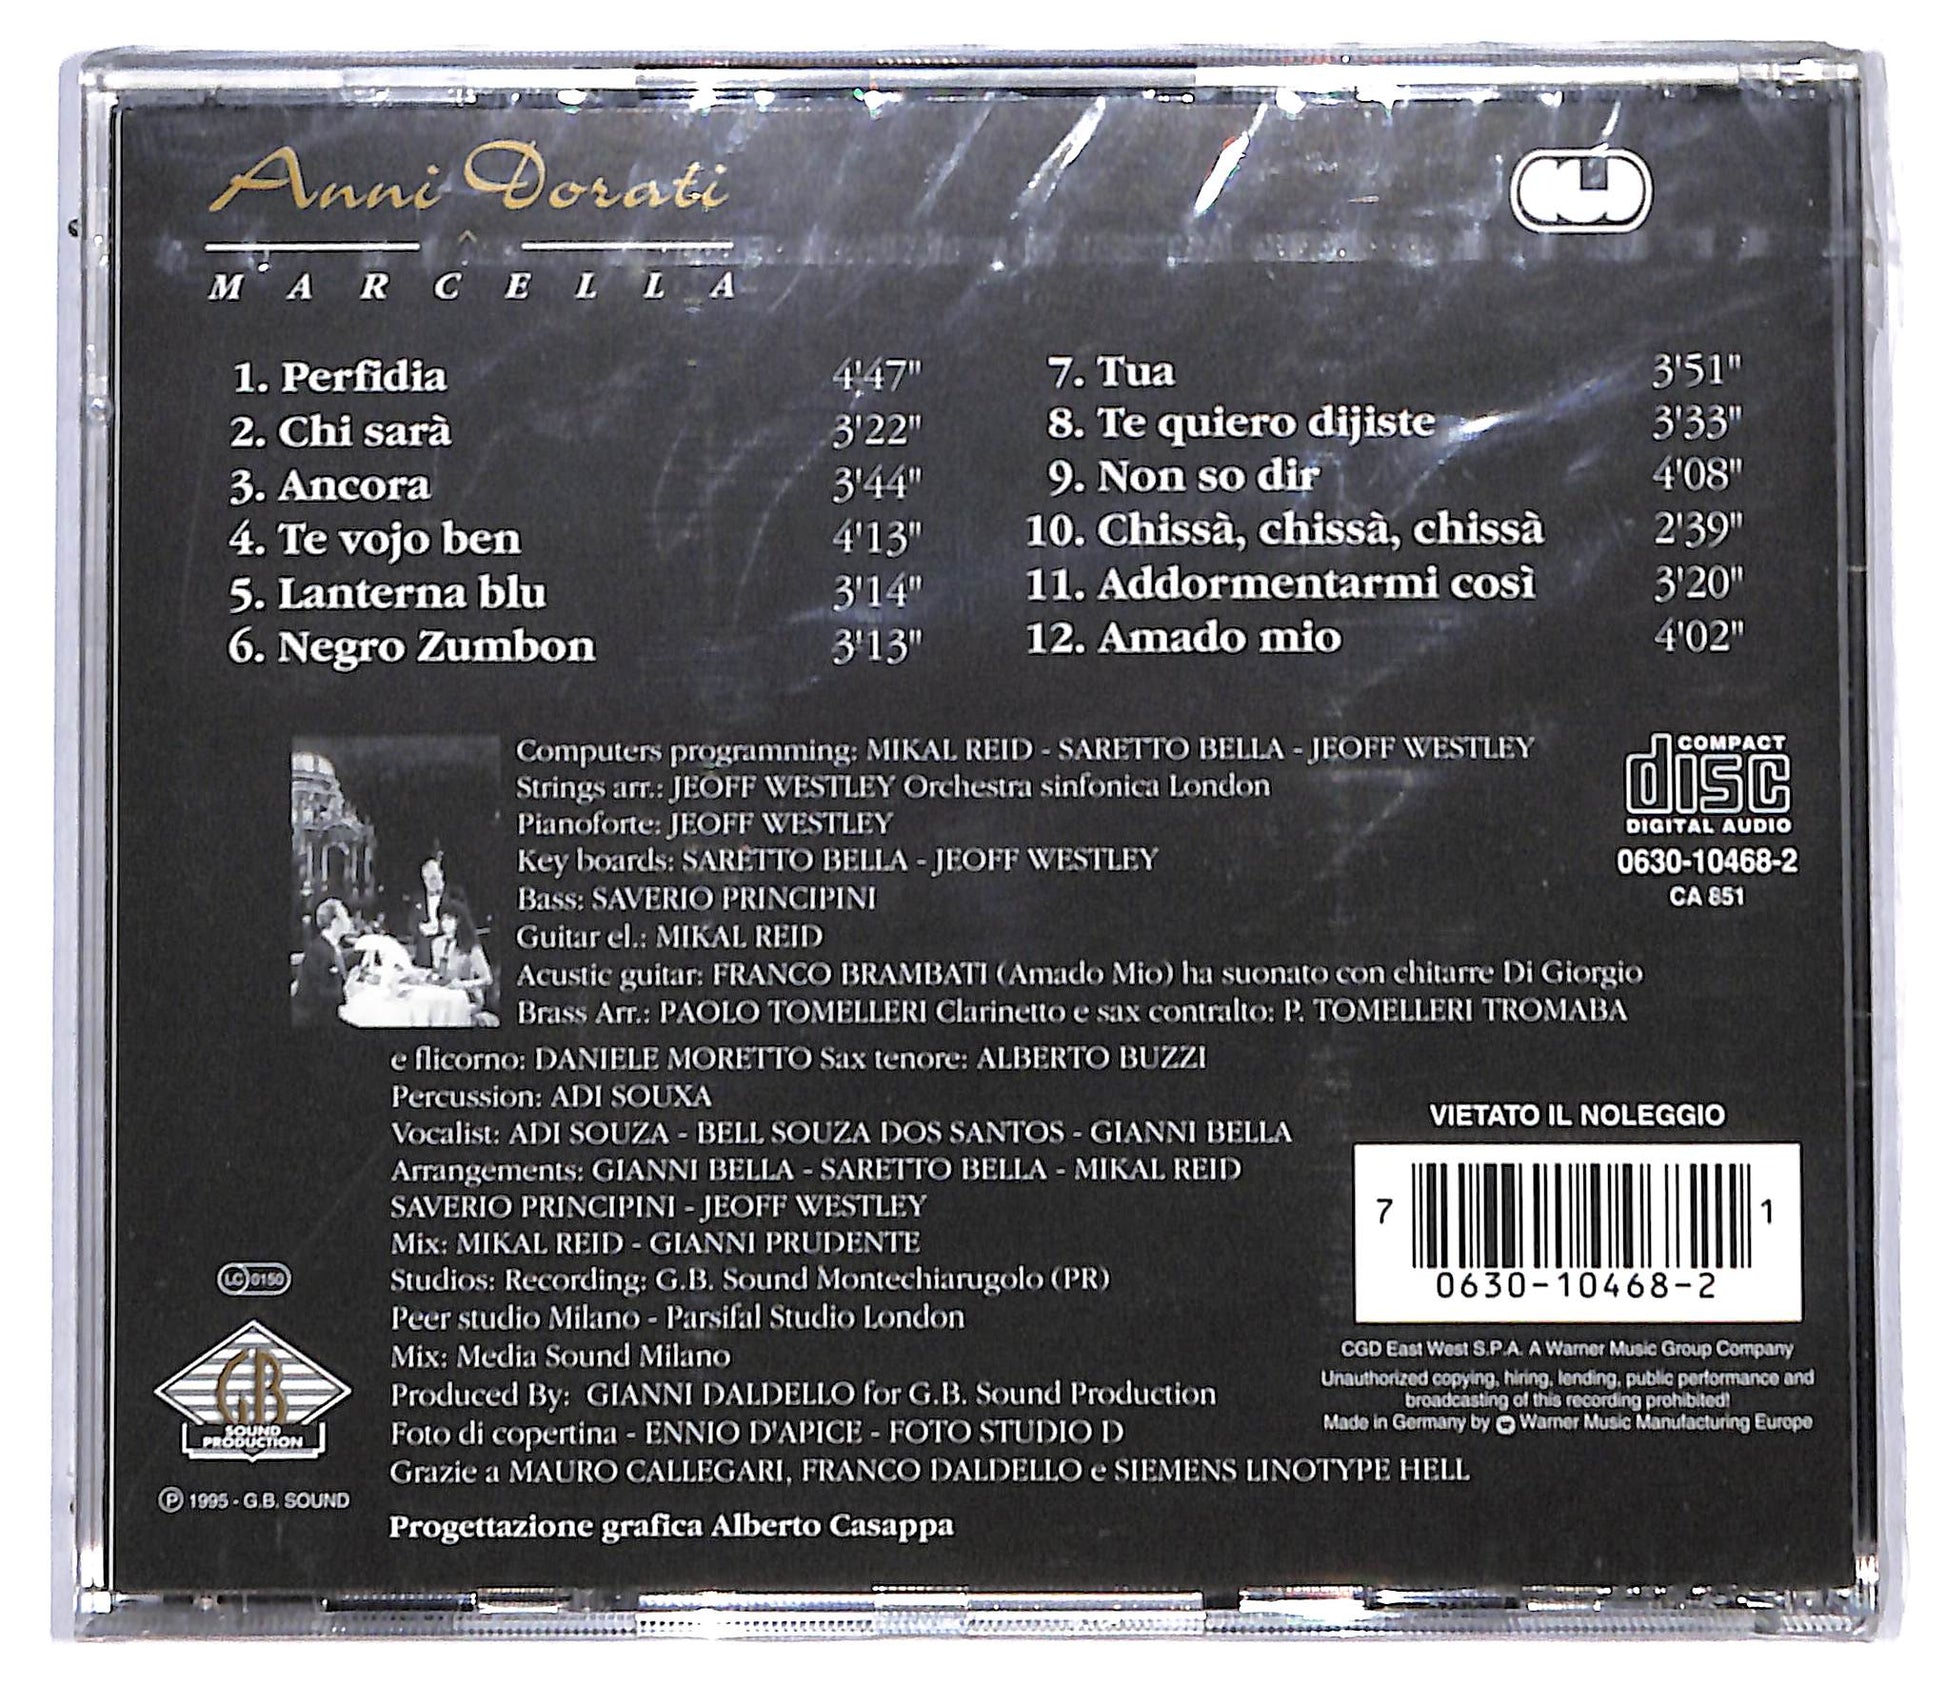 Anni Dorati
MARCELLA
1. Perfidia 4'47"
2. Chi sarà 3'22"
3. Ancora 3'44"
4. Te vojo ben 4'13"
5. Lanterna blu 3'14"
6. Negro Zumbon 3'13"
7. Tua 3'51"
8. Te quiero dijiste 3'33"
9. Non so dir 4'08"
10. Chissà, chissà, chissà 2'39"
11. Addormentarmi così 3'20"
12. Amado mio 4'02"
Computers programming: MIKAL REID - SARETTO BELLA - JEOFF WESTLEY
Strings arr.: JEOFF WESTLEY Orchestra sinfonica London
Pianoforte: JEOFF WESTLEY
Key boards: SARETTO BELLA - JEOFF WESTLEY
Bass: SAVERIO PRINCIPINI
Guitar el.: MIKAL REID
Acustic guitar: FRANCO BRAMBATI (Amado Mio) ha suonato con chitarre Di Giorgio
Brass Arr.: PAOLO TOMELLERI Clarinetto e sax contralto: P. TOMELLERI TROMABA
e flicorno: DANIELE MORETTO Sax tenore: ALBERTO BUZZI
Percussion: ADI SOUXA
Vocalist: ADI SOUZA - BELL SOUZA DOS SANTOS - GIANNI BELLA
Arrangements: GIANNI BELLA - SARETTO BELLA - MIKAL REID
SAVERIO PRINCIPINI - JEOFF WESTLEY
Mix: MIKAL REID - GIANNI PRUDENTE
Studios: Recording: G.B. Sound Montechiarugolo (PR)
Peer studio Milano - Parsifal Studio London
Mix: Media Sound Milano
Produced By: GIANNI DALDELLO for G.B. Sound Production
Foto di copertina - ENNIO D'APICE - FOTO STUDIO D
Grazie a MAURO CALLEGARI, FRANCO DALDELLO e SIEMENS LINOTYPE HELL
Progettazione grafica Alberto Casappa
LC 0150
GB
SOUND
PRODUCTION
Ⓟ 1995 - G.B. SOUND
COMPACT
disc
DIGITAL AUDIO
0630-10468-2
CA 851
VIETATO IL NOLEGGIO
7 1
0630-10468-2
CGD East West S.P.A. A Warner Music Group Company
Unauthorized copying, hiring, lending, public performance and
broadcasting of this recording prohibited!
Made in Germany by Warner Music Manufacturing Europe